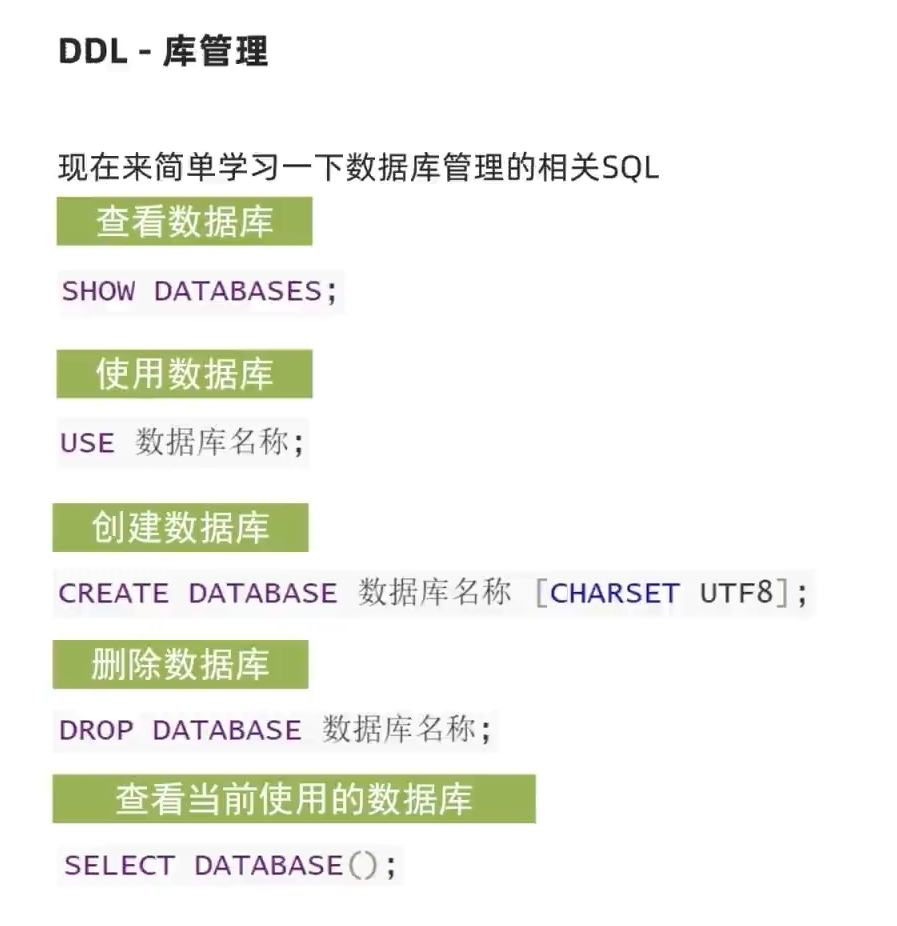 DDL - 库管理
现在来简单学习一下数据库管理的相关SQL
查看数据库
SHOW DATABASES;
使用数据库
USE 数据库名称;
创建数据库
CREATE DATABASE 数据库名称 [CHARSET UTF8];
删除数据库
DROP DATABASE 数据库名称;
查看当前使用的数据库
SELECT DATABASE();